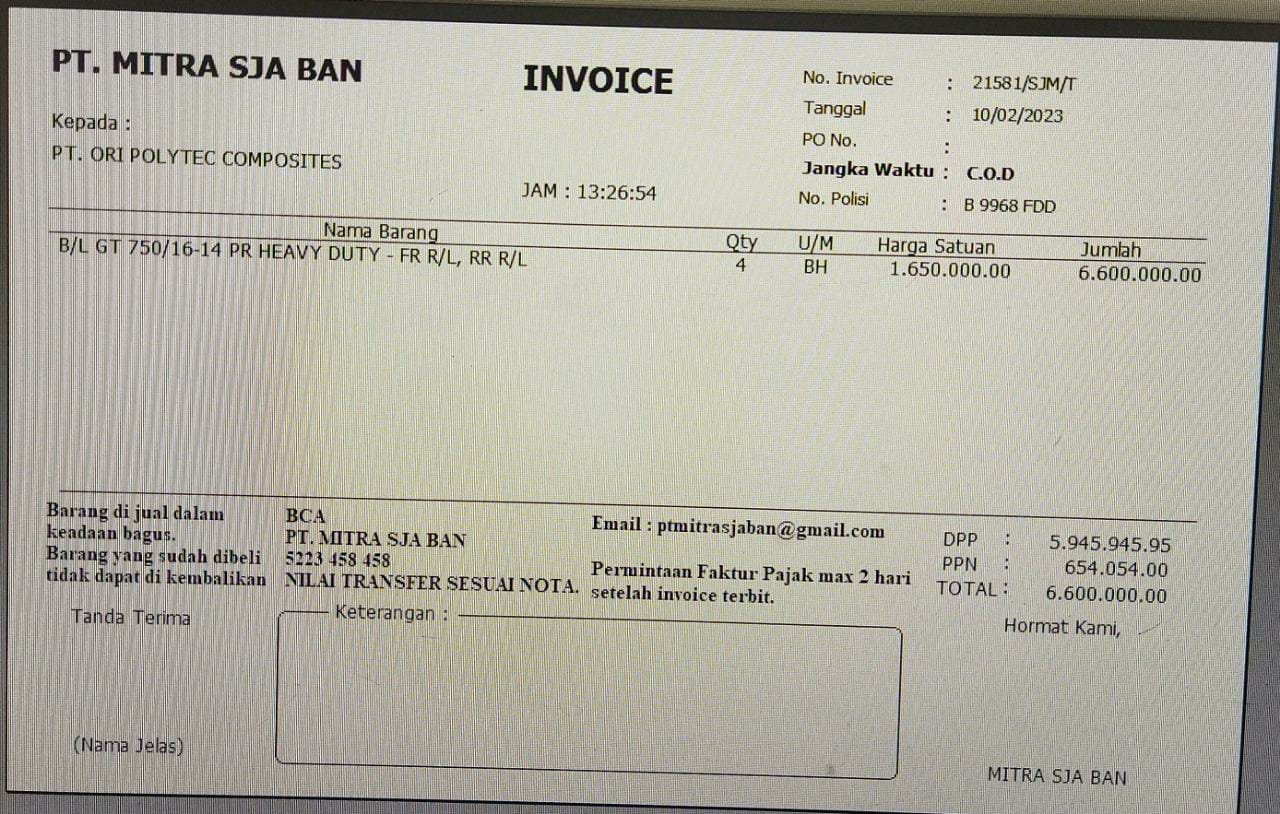 PT. MITRA SJA BAN
INVOICE
No. Invoice : 21581/SJM/T
Tanggal : 10/02/2023
PO No. :
Jangka Waktu : C.O.D
No. Polisi : B 9968 FDD
Kepada :
PT. ORI POLYTEC COMPOSITES
JAM : 13:26:54
Nama Barang Qty U/M Harga Satuan Jumlah
B/L GT 750/16-14 PR HEAVY DUTY - FR R/L, RR R/L 4 BH 1.650.000.00 6.600.000.00
Barang di jual dalam
keadaan bagus.
Barang yang sudah dibeli
tidak dapat di kembalikan
BCA
PT. MITRA SJA BAN
5223 458 458
NILAI TRANSFER SESUAI NOTA.
Email : ptmitrasjaban@gmail.com
Permintaan Faktur Pajak max 2 hari
setelah invoice terbit.
DPP : 5.945.945.95
PPN : 654.054.00
TOTAL : 6.600.000.00
Tanda Terima
Keterangan :
Hormat Kami,
(Nama Jelas)
MITRA SJA BAN